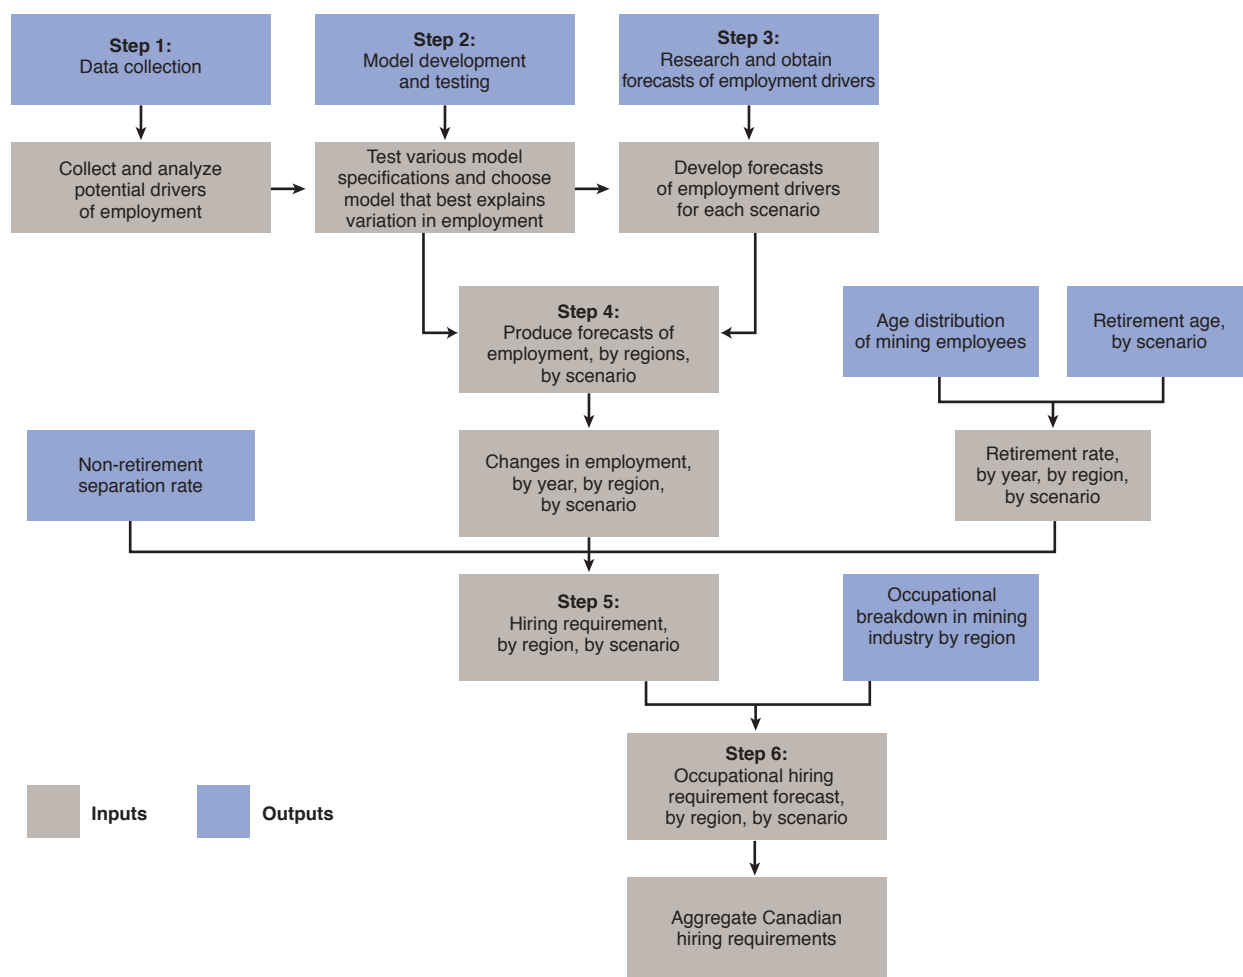 Step 1:
Data collection
Step 2:
Model development
and testing
Step 3:
Research and obtain
forecasts of employment drivers
Collect and analyze
potential drivers
of employment
Test various model
specifications and choose
model that best explains
variation in employment
Develop forecasts
of employment drivers
for each scenario
Step 4:
Produce forecasts of
employment, by regions,
by scenario
Age distribution
of mining employees
Retirement age,
by scenario
Non-retirement
separation rate
Changes in employment,
by year, by region,
by scenario
Retirement rate,
by year, by region,
by scenario
Step 5:
Hiring requirement,
by region, by scenario
Occupational
breakdown in mining
industry by region
Step 6:
Occupational hiring
requirement forecast,
by region, by scenario
Inputs
Outputs
Aggregate Canadian
hiring requirements